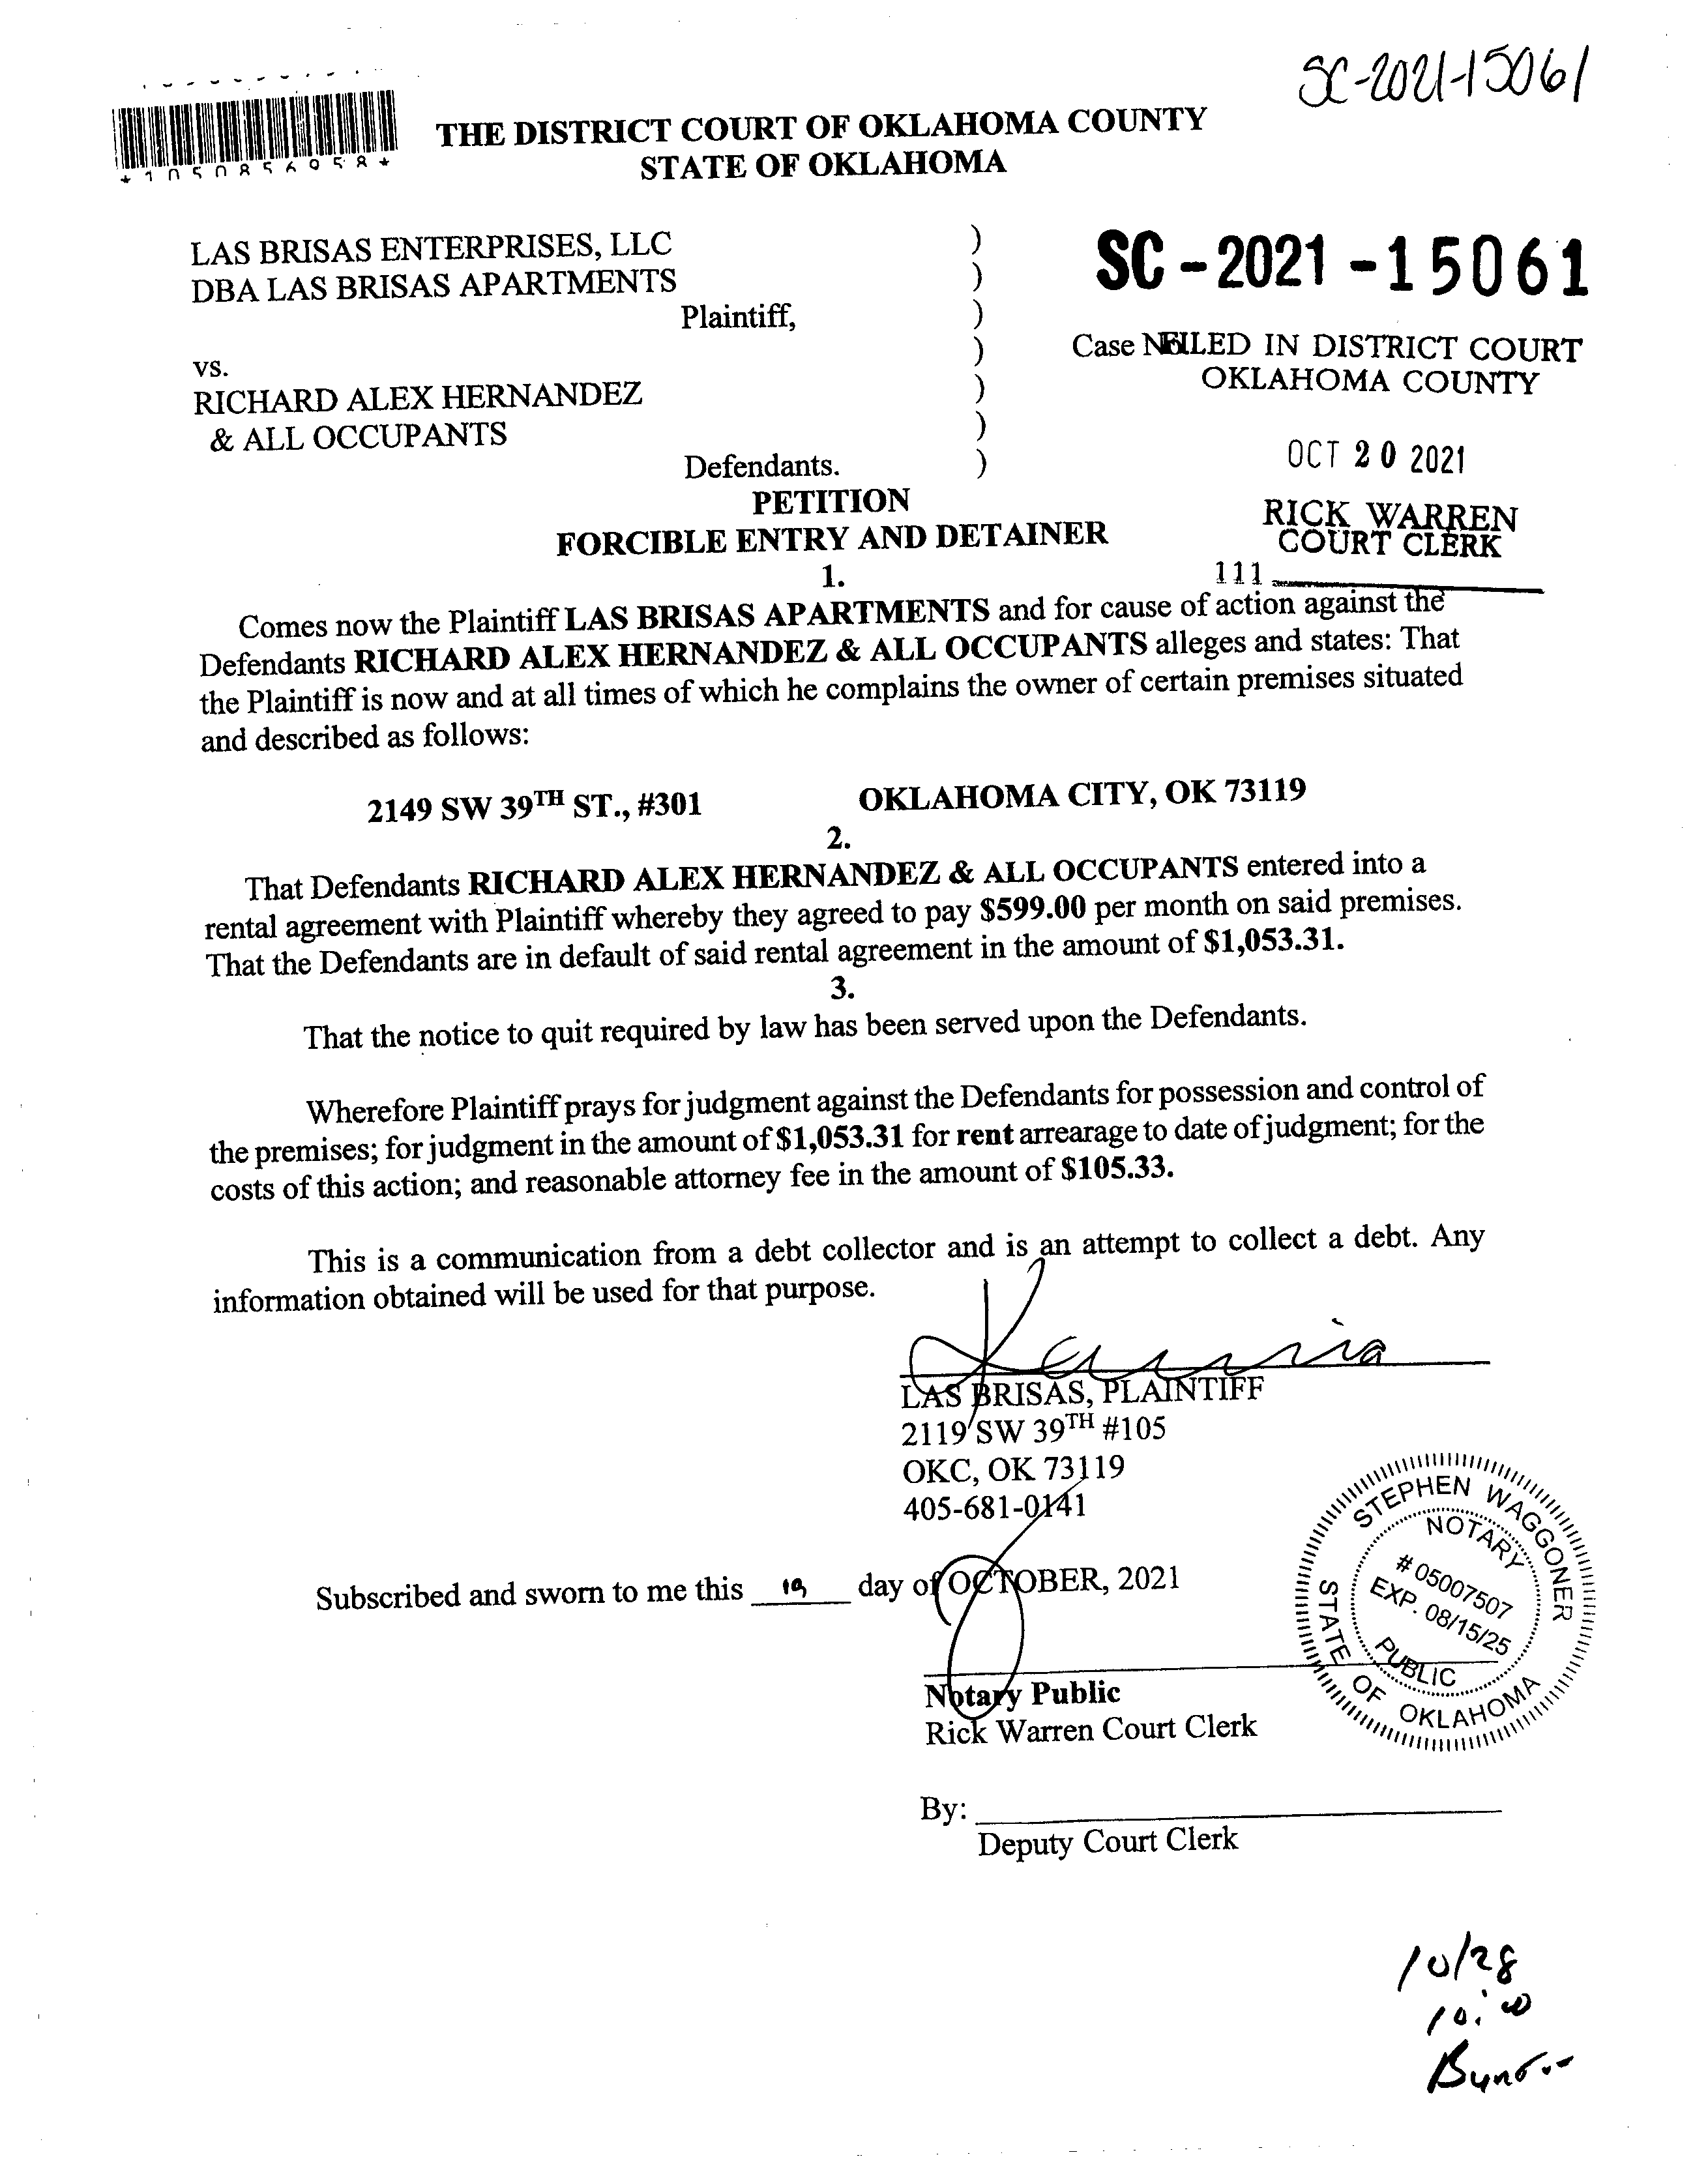 SC-2021-15061
*1050856958*
THE DISTRICT COURT OF OKLAHOMA COUNTY
STATE OF OKLAHOMA
LAS BRISAS ENTERPRISES, LLC )
DBA LAS BRISAS APARTMENTS )
Plaintiff, )
)
vs.
RICHARD ALEX HERNANDEZ )
& ALL OCCUPANTS )
Defendants. )
SC-2021-15061
Case No. FILED IN DISTRICT COURT
OKLAHOMA COUNTY
OCT 20 2021
RICK WARREN
COURT CLERK
111
PETITION
FORCIBLE ENTRY AND DETAINER
1.
Comes now the Plaintiff LAS BRISAS APARTMENTS and for cause of action against the
Defendants RICHARD ALEX HERNANDEZ & ALL OCCUPANTS alleges and states: That
the Plaintiff is now and at all times of which he complains the owner of certain premises situated
and described as follows:
2149 SW 39TH ST., #301 OKLAHOMA CITY, OK 73119
2.
That Defendants RICHARD ALEX HERNANDEZ & ALL OCCUPANTS entered into a
rental agreement with Plaintiff whereby they agreed to pay $599.00 per month on said premises.
That the Defendants are in default of said rental agreement in the amount of $1,053.31.
3.
That the notice to quit required by law has been served upon the Defendants.
Wherefore Plaintiff prays for judgment against the Defendants for possession and control of
the premises; for judgment in the amount of $1,053.31 for rent arrearage to date of judgment; for the
costs of this action; and reasonable attorney fee in the amount of $105.33.
This is a communication from a debt collector and is an attempt to collect a debt. Any
information obtained will be used for that purpose.
LAS BRISAS, PLAINTIFF
2119 SW 39TH #105
OKC, OK 73119
405-681-0141
Subscribed and sworn to me this 19 day of OCTOBER, 2021
STEPHEN WAGGONER
NOTARY
# 05007507
EXP. 08/15/25
PUBLIC
STATE OF OKLAHOMA
Notary Public
Rick Warren Court Clerk
By:
Deputy Court Clerk
10/28
10:00